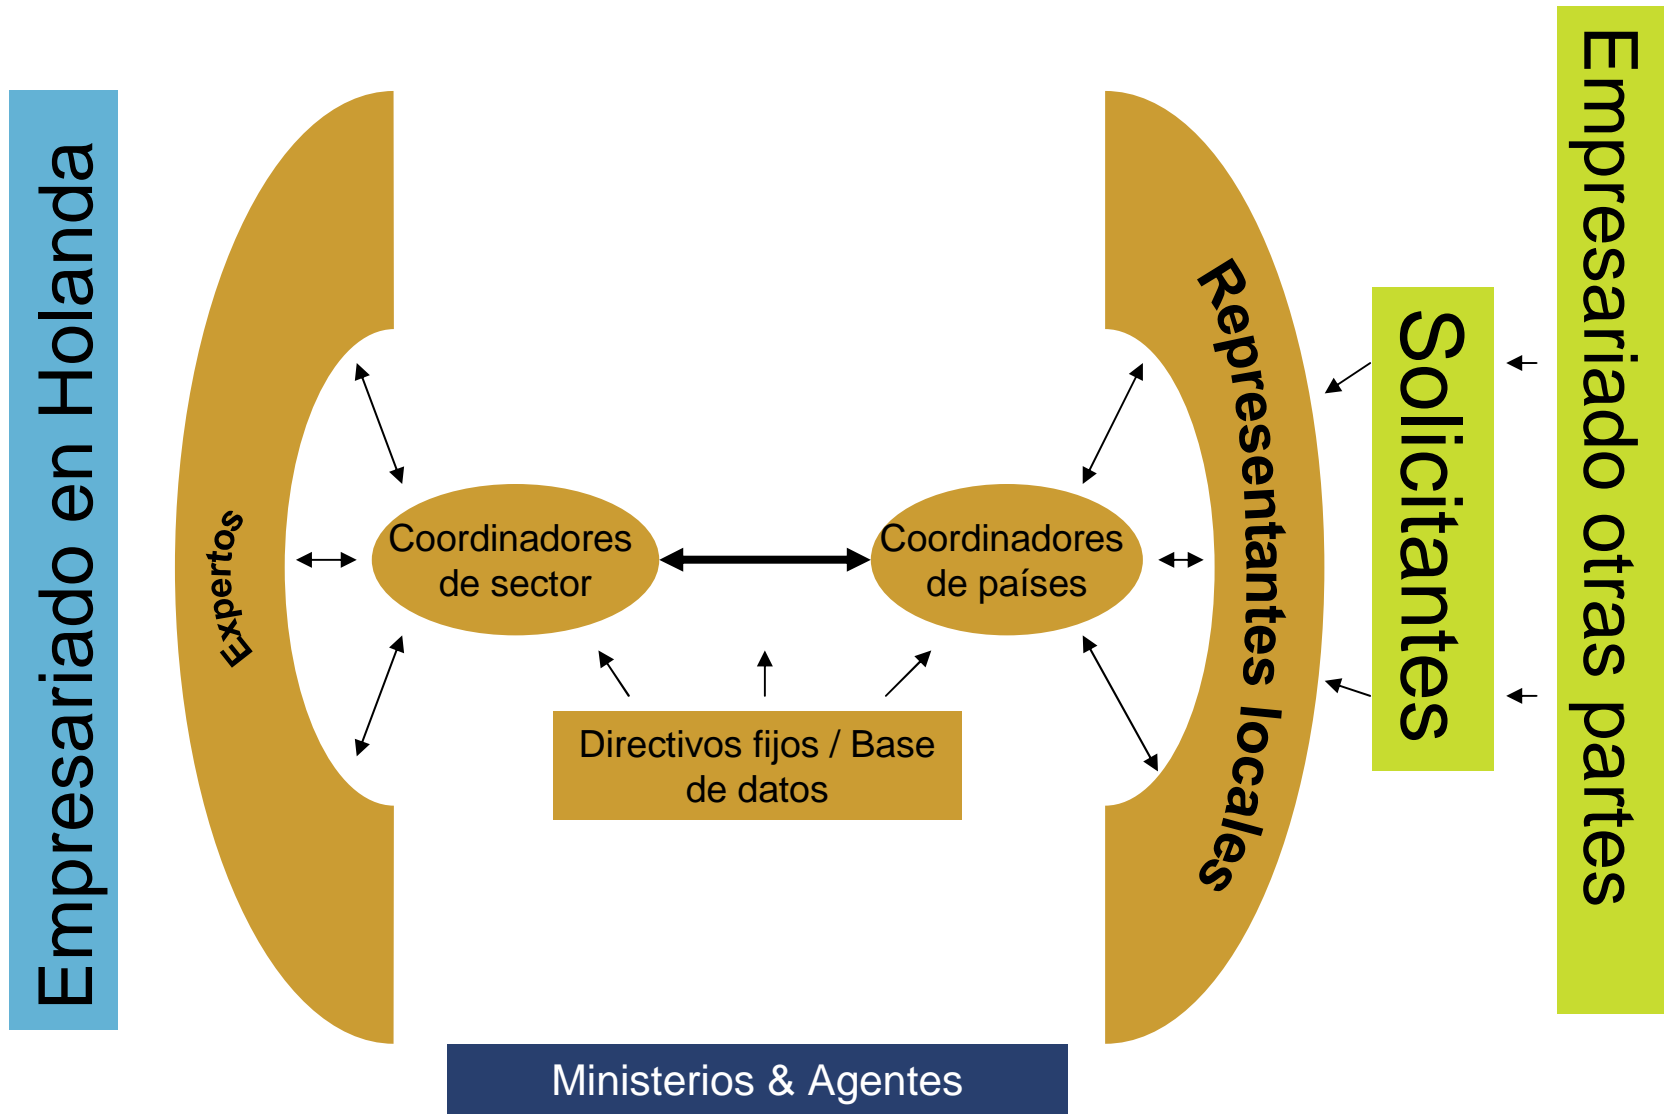 Empresariado en Holanda
Expertos
Coordinadores
de sector
Coordinadores
de países
Directivos fijos / Base
de datos
Representantes locales
Solicitantes
Empresariado otras partes
Ministerios & Agentes